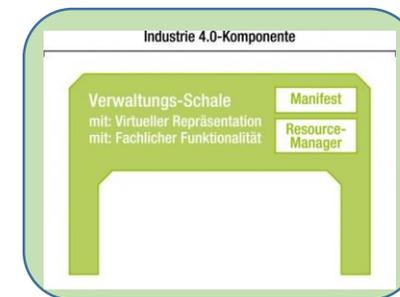 Industrie 4.0-Komponente
Verwaltungs-Schale
mit: Virtueller Repräsentation
mit: Fachlicher Funktionalität
Manifest
Resource-
Manager